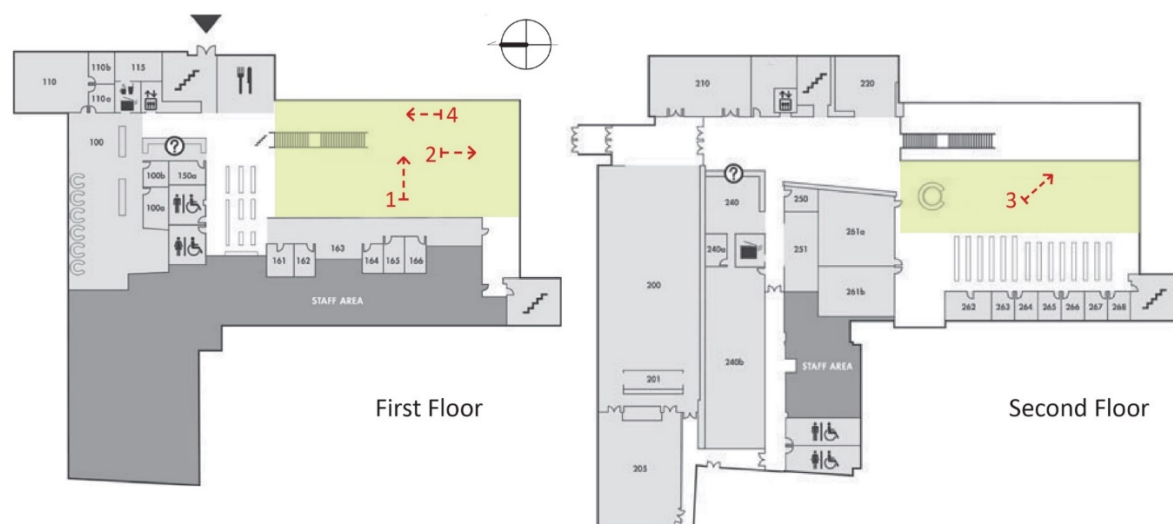 110
110b
110a
115
100
?
100b
150a
100a
4
2
1
163
161
162
164
165
166
STAFF AREA
First Floor
210
220
?
240
240a
250
251
261a
261b
3
200
201
240b
262
263
264
265
266
267
268
STAFF AREA
205
Second Floor